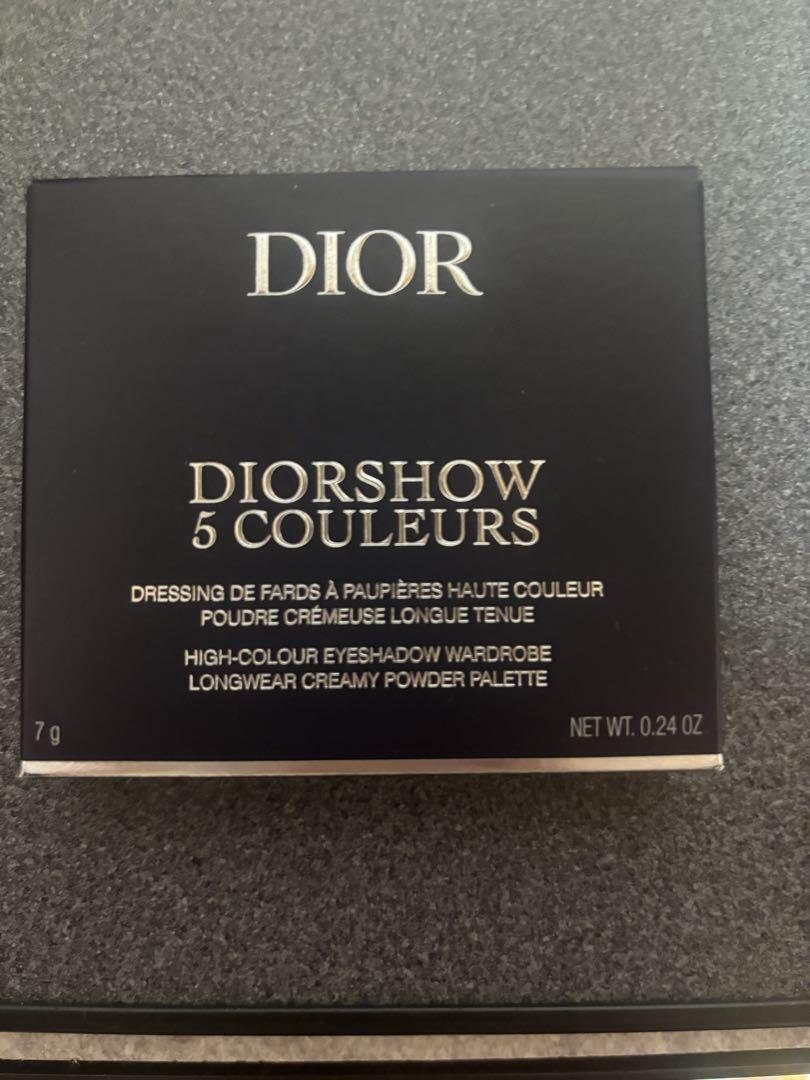 DIOR
DIORSHOW
5 COULEURS
DRESSING DE FARDS À PAUPIÈRES HAUTE COULEUR
POUDRE CRÉMEUSE LONGUE TENUE
HIGH-COLOUR EYESHADOW WARDROBE
LONGWEAR CREAMY POWDER PALETTE
7 g
NET WT. 0.24 OZ